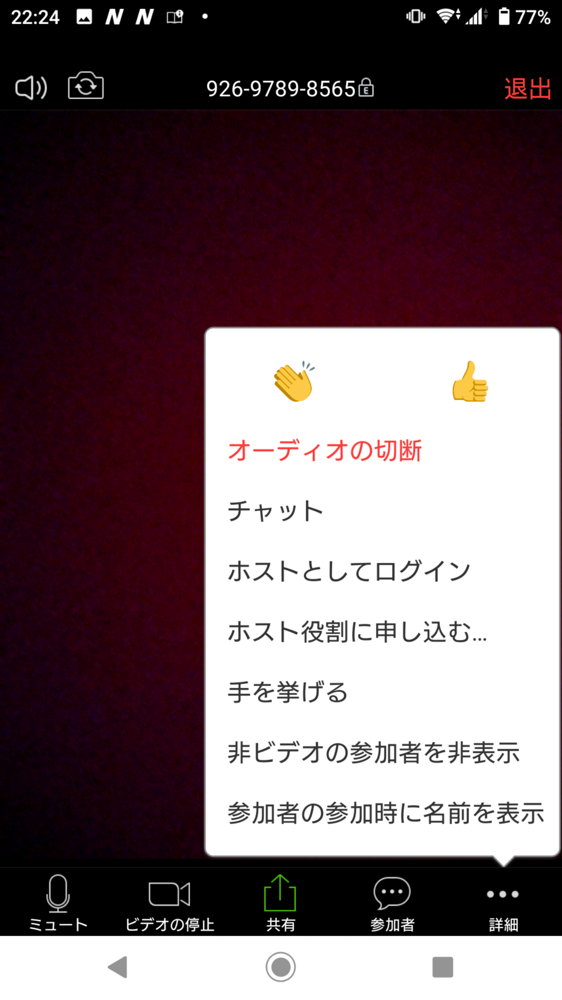 22:24 N N 77%
926-9789-8565 E 退出
オーディオの切断
チャット
ホストとしてログイン
ホスト役割に申し込む...
手を挙げる
非ビデオの参加者を非表示
参加者の参加時に名前を表示
ミュート ビデオの停止 共有 参加者 詳細